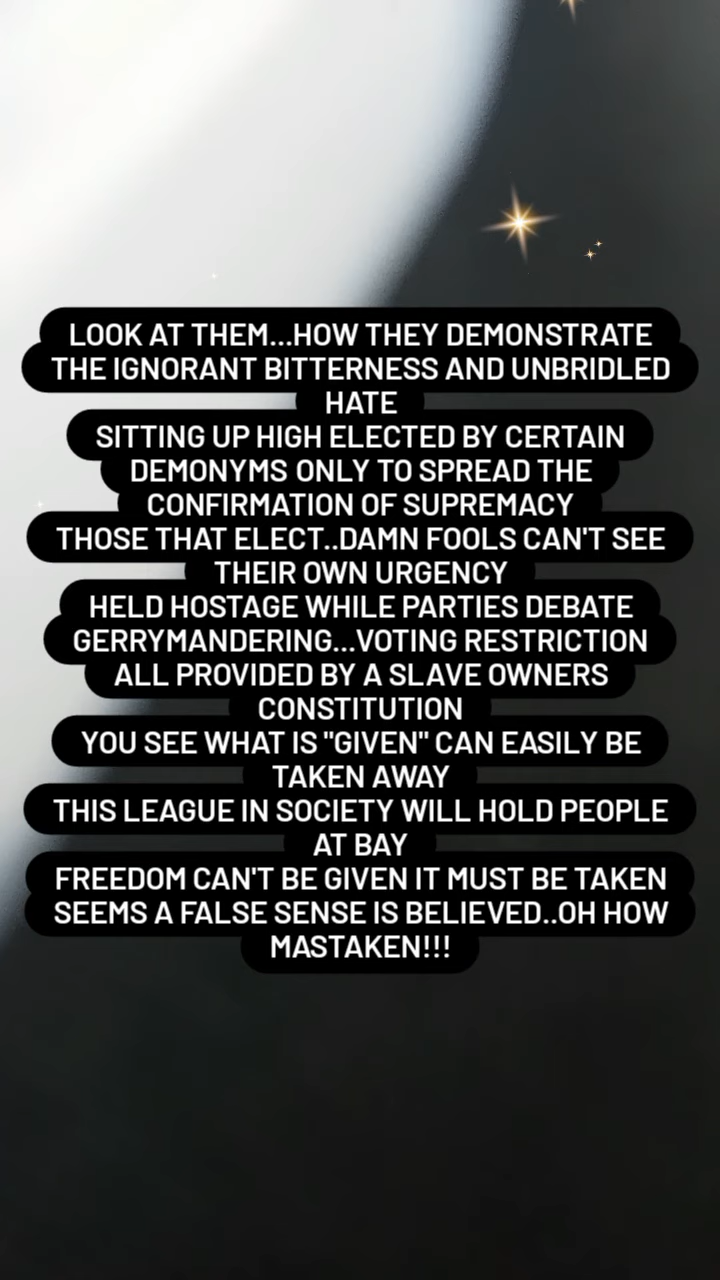 LOOK AT THEM...HOW THEY DEMONSTRATE
THE IGNORANT BITTERNESS AND UNBRIDLED
HATE
SITTING UP HIGH ELECTED BY CERTAIN
DEMONYMS ONLY TO SPREAD THE
CONFIRMATION OF SUPREMACY
THOSE THAT ELECT..DAMN FOOLS CAN'T SEE
THEIR OWN URGENCY
HELD HOSTAGE WHILE PARTIES DEBATE
GERRYMANDERING...VOTING RESTRICTION
ALL PROVIDED BY A SLAVE OWNERS
CONSTITUTION
YOU SEE WHAT IS "GIVEN" CAN EASILY BE
TAKEN AWAY
THIS LEAGUE IN SOCIETY WILL HOLD PEOPLE
AT BAY
FREEDOM CAN'T BE GIVEN IT MUST BE TAKEN
SEEMS A FALSE SENSE IS BELIEVED..OH HOW
MASTAKEN!!!